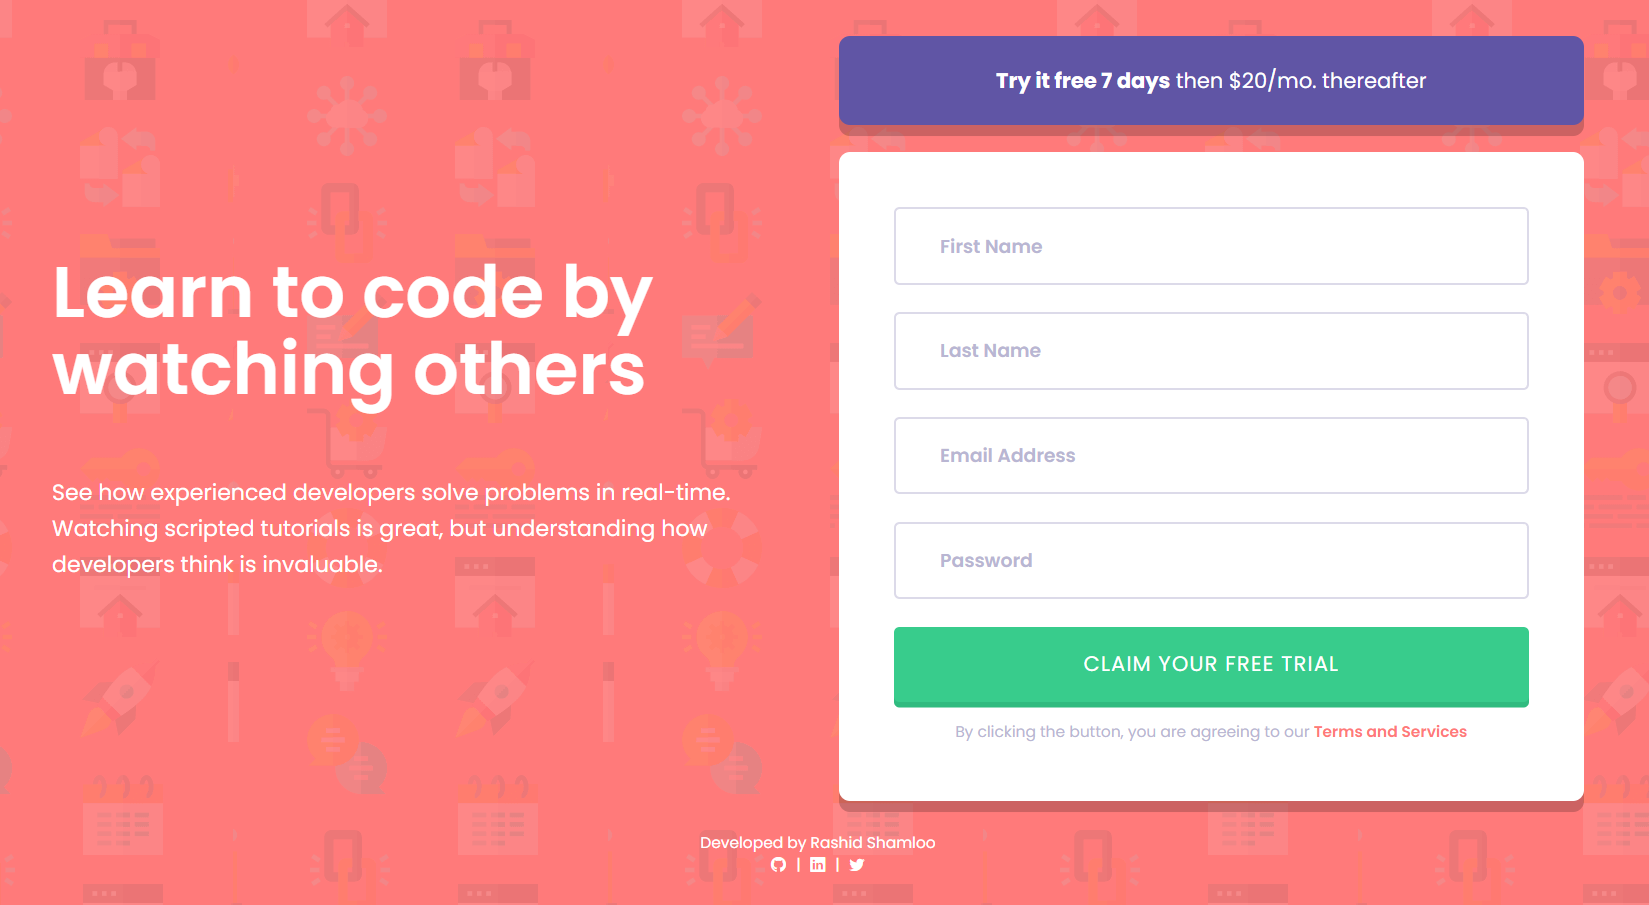 Learn to code by
watching others
See how experienced developers solve problems in real-time.
Watching scripted tutorials is great, but understanding how
developers think is invaluable.
Try it free 7 days then $20/mo. thereafter
First Name
Last Name
Email Address
Password
CLAIM YOUR FREE TRIAL
By clicking the button, you are agreeing to our Terms and Services
Developed by Rashid Shamloo
| in |